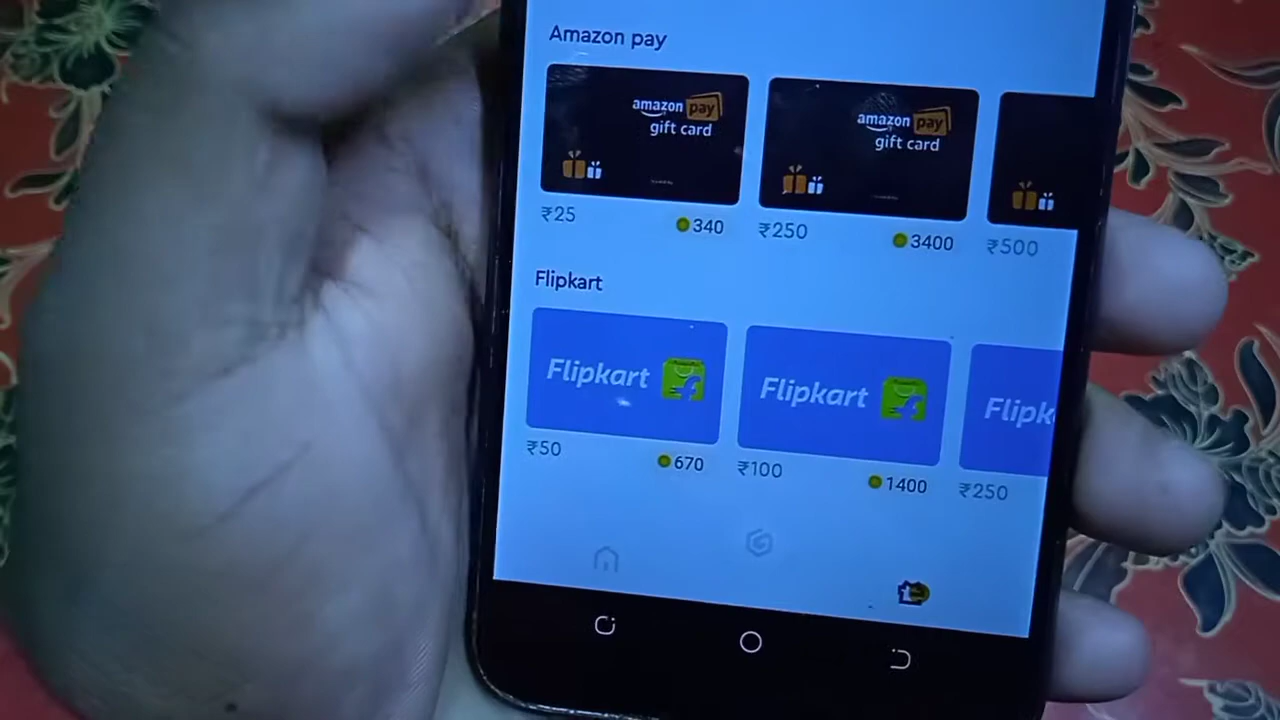 Amazon pay
amazon pay
gift card
amazon pay
gift card
₹25
340
₹250
3400
₹500
Flipkart
Flipkart
Flipkart
Flipk
₹50
670
₹100
1400
₹250